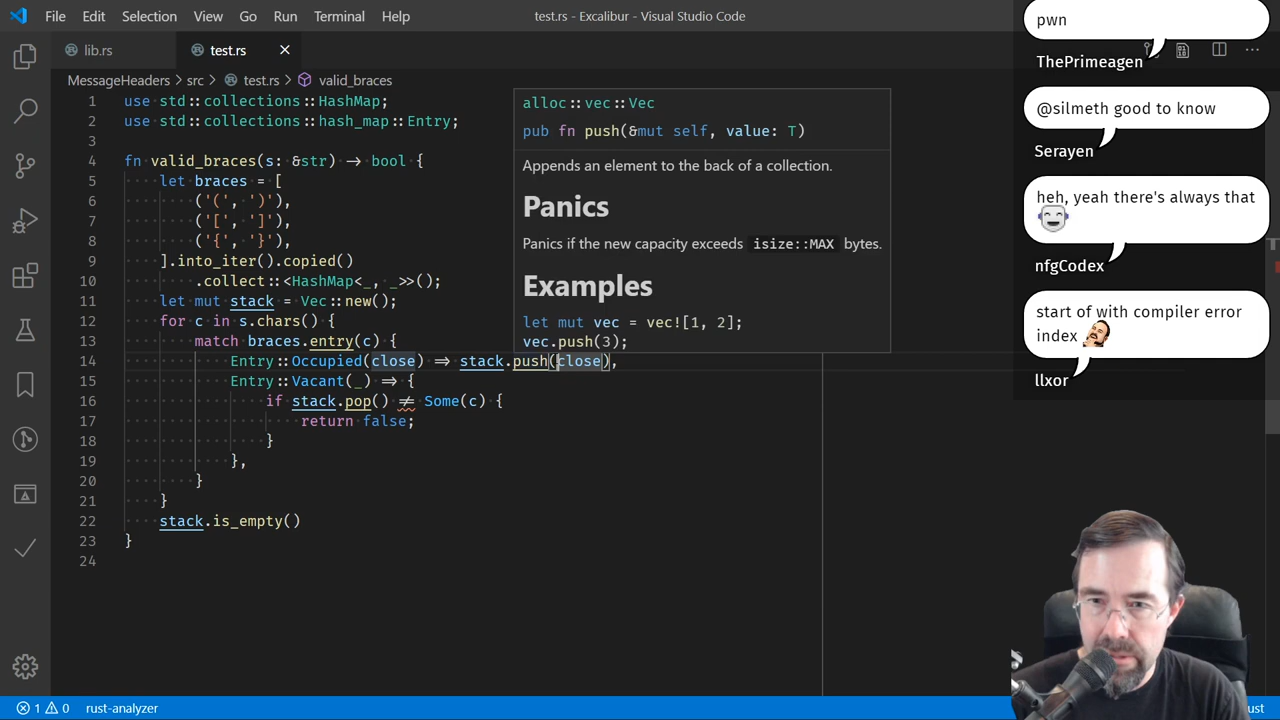 File Edit Selection View Go Run Terminal Help test.rs - Excalibur - Visual Studio Code
lib.rs test.rs
MessageHeaders › src › test.rs › valid_braces
1 use std::collections::HashMap;
2 use std::collections::hash_map::Entry;
3
4 fn valid_braces(s: &str) → bool {
5 let braces = [
6 ('(', ')'),
7 ('[', ']'),
8 ('{', '}'),
9 ].into_iter().copied()
10 .collect::<HashMap<_, _>>();
11 let mut stack = Vec::new();
12 for c in s.chars() {
13 match braces.entry(c) {
14 Entry::Occupied(close) ⇒ stack.push(close),
15 Entry::Vacant(_) ⇒ {
16 if stack.pop() ≠ Some(c) {
17 return false;
18 }
19 },
20 }
21 }
22 stack.is_empty()
23 }
24
alloc::vec::Vec
pub fn push(&mut self, value: T)
Appends an element to the back of a collection.
Panics
Panics if the new capacity exceeds isize::MAX bytes.
Examples
let mut vec = vec![1, 2];
vec.push(3);
pwn
ThePrimeagen
@silmeth good to know
Serayen
heh, yeah there's always that
nfgCodex
start of with compiler error
index
llxor
1 0 rust-analyzer